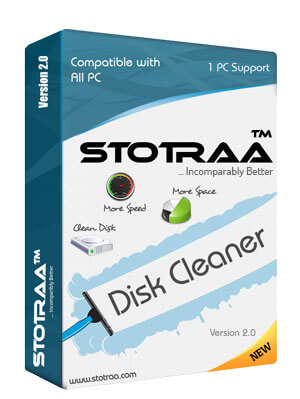 Version 2.0
STOTRAA™
... Incomparably Better
Compatible with
All PC
1 PC Support
STOTRAA™
... Incomparably Better
More Speed
More Space
Clean Disk
Disk Cleaner
Version 2.0
NEW
www.stotraa.com